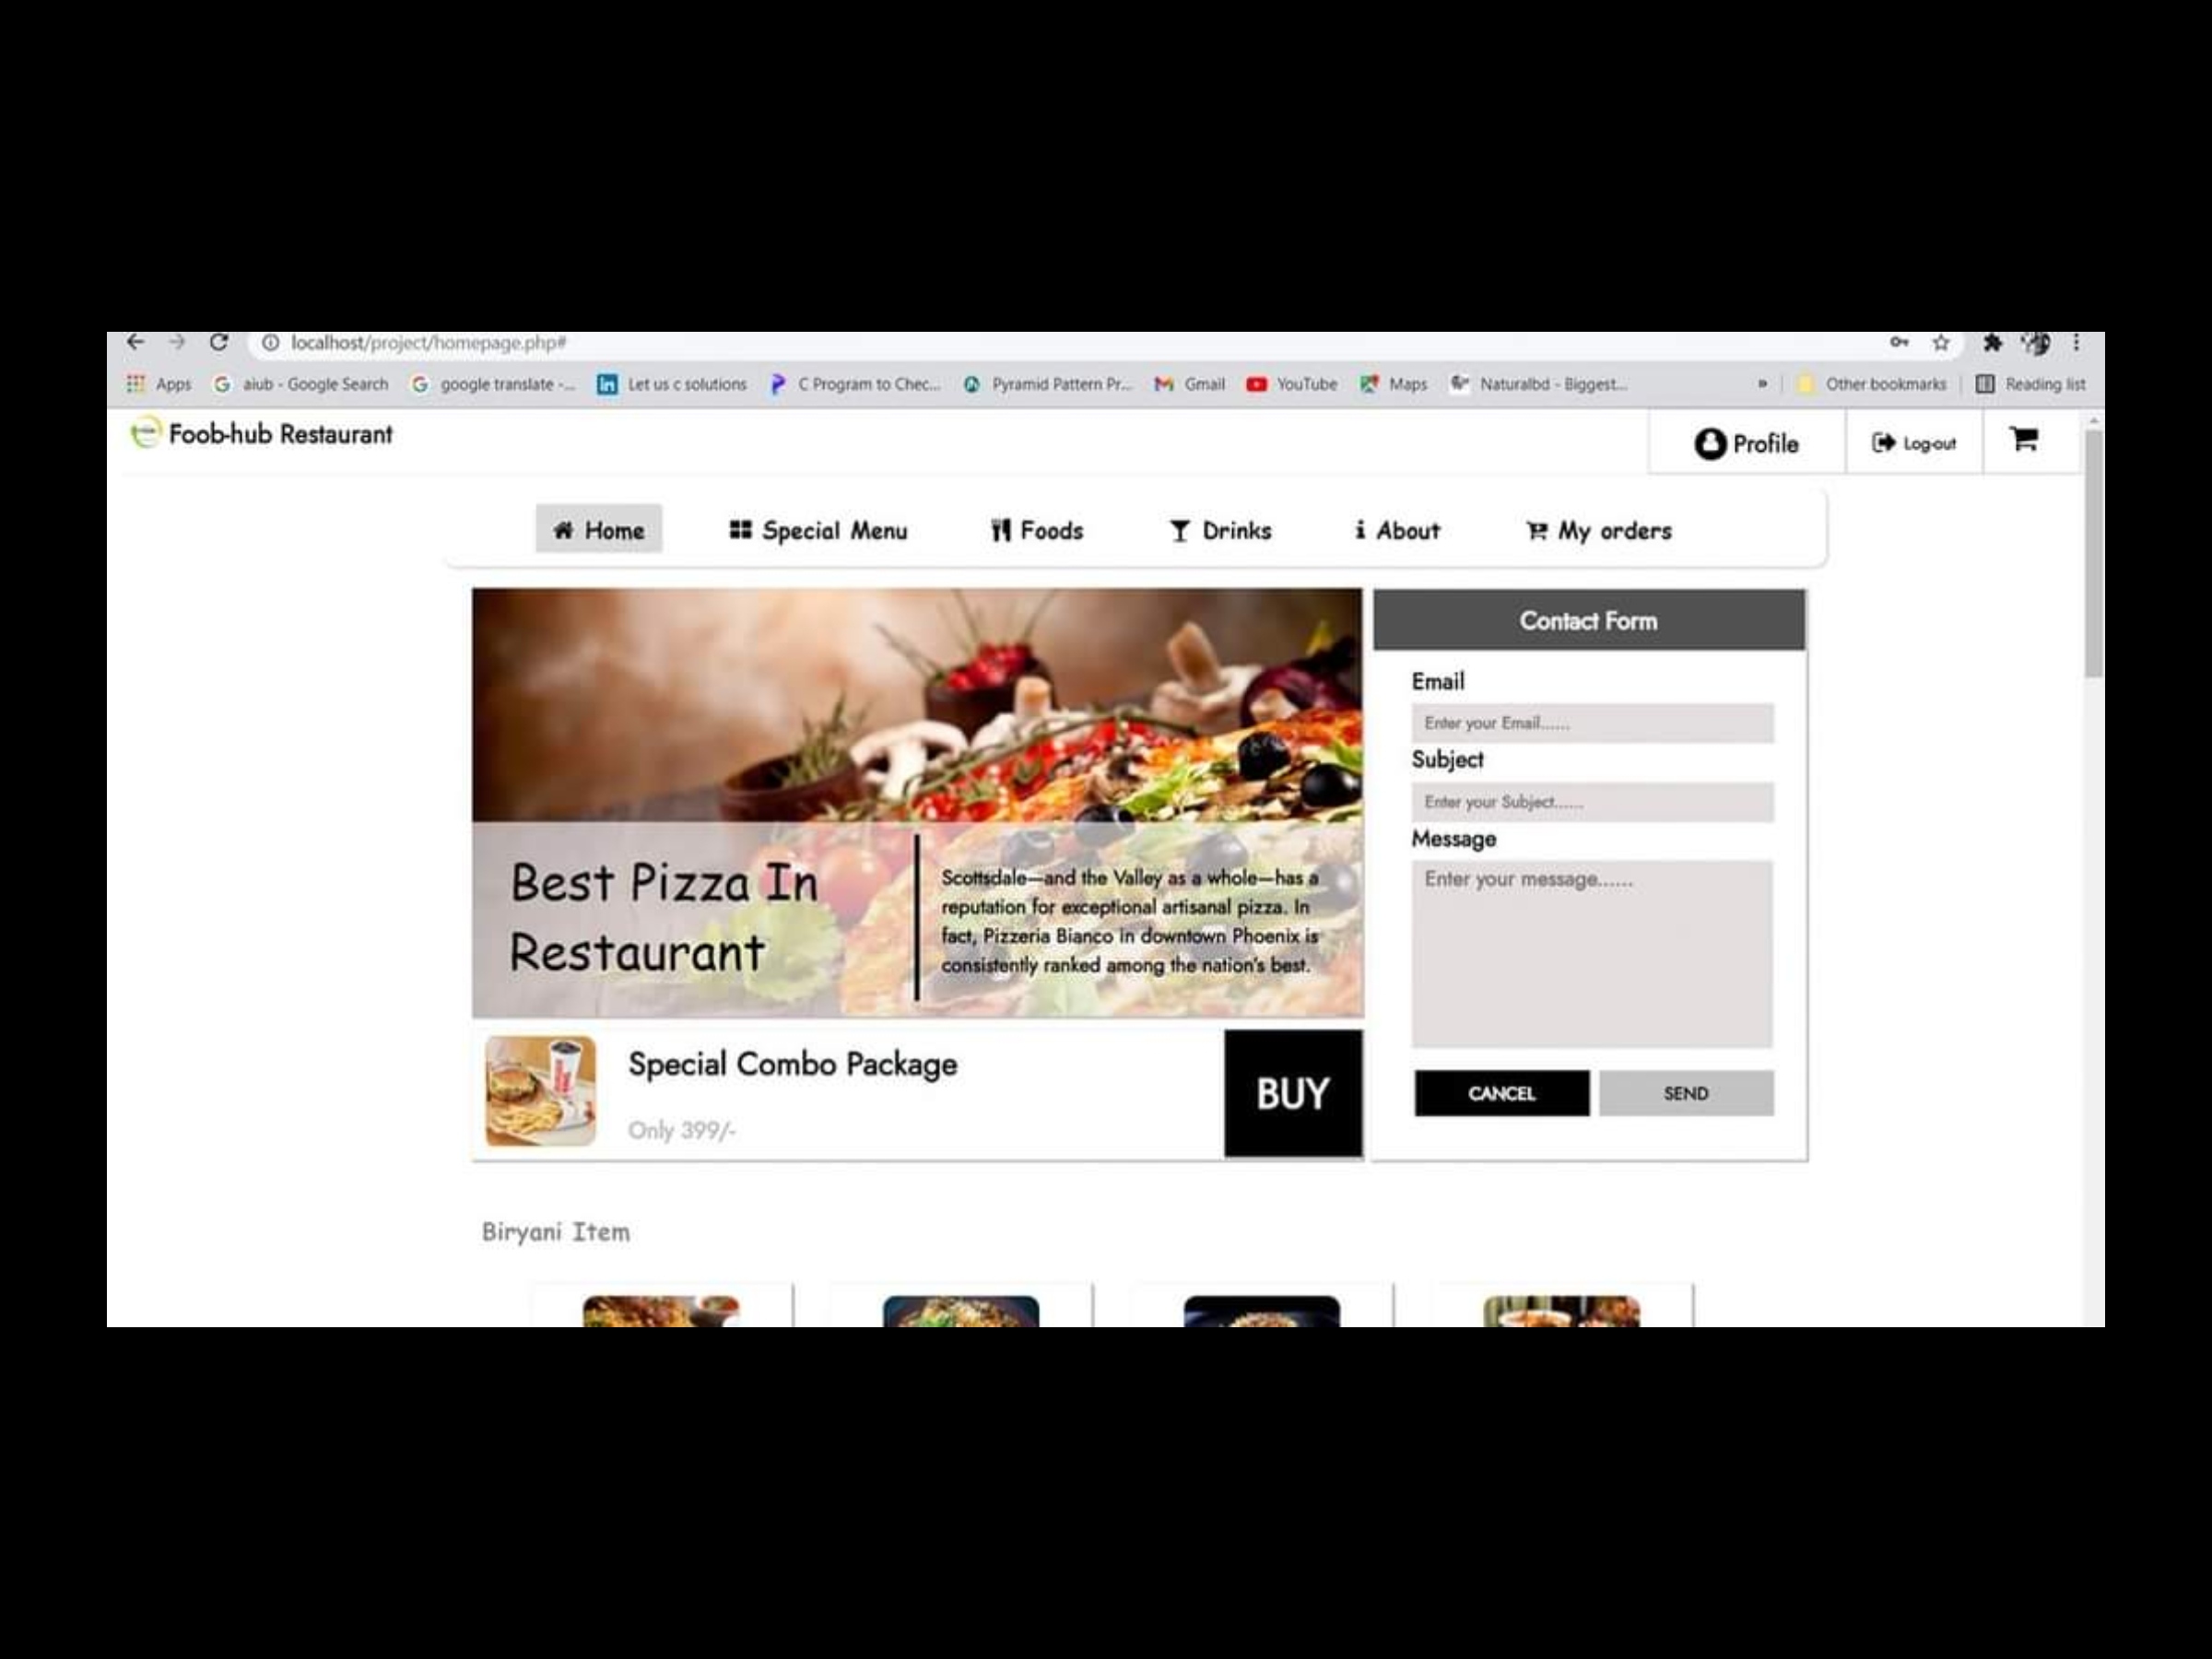 localhost/project/homepage.php#
Apps aiub - Google Search google translate -... Let us c solutions C Program to Chec... Pyramid Pattern Pr... Gmail YouTube Maps Naturalbd - Biggest... » Other bookmarks Reading list
Foob-hub Restaurant Profile Log-out
Home Special Menu Foods Drinks About My orders
Best Pizza In
Restaurant
Scottsdale—and the Valley as a whole—has a
reputation for exceptional artisanal pizza. In
fact, Pizzeria Bianco in downtown Phoenix is
consistently ranked among the nation's best.
Special Combo Package
Only 399/-
BUY
Contact Form
Email
Enter your Email......
Subject
Enter your Subject......
Message
Enter your message......
CANCEL SEND
Biryani Item